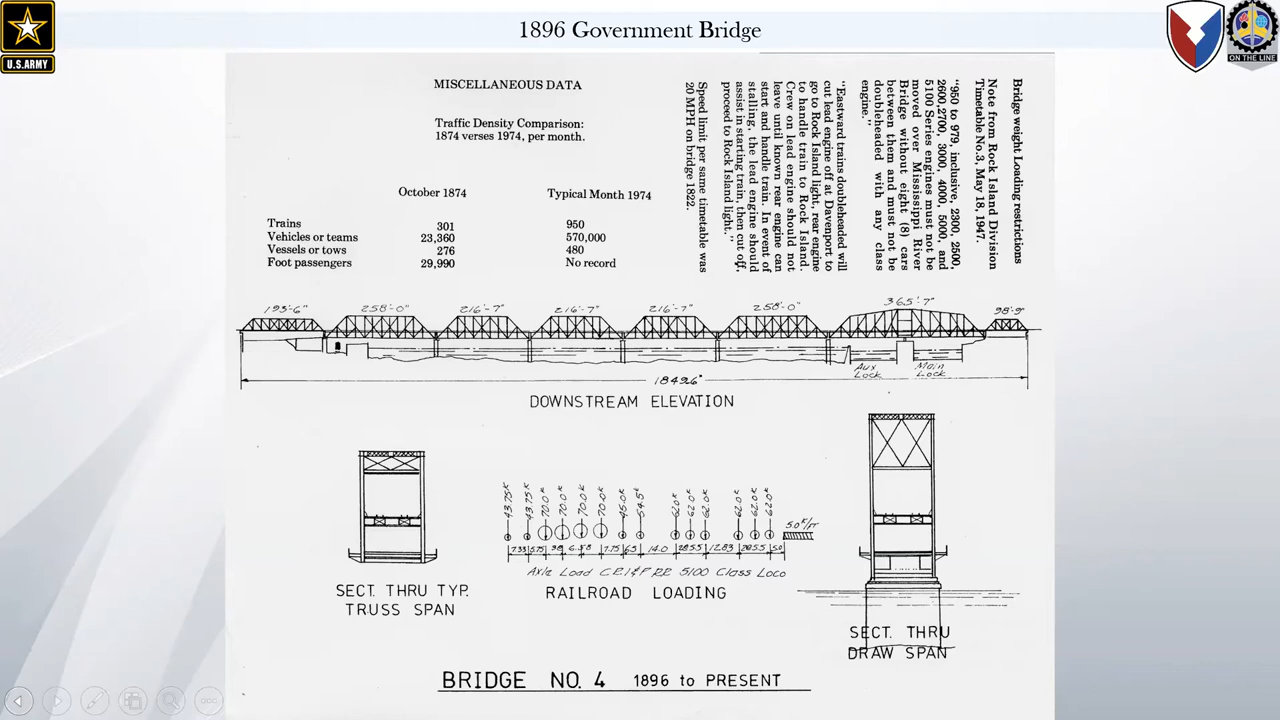 1896 Government Bridge
U.S.ARMY
ON THE LINE
MISCELLANEOUS DATA
Traffic Density Comparison:
1874 verses 1974, per month.
October 1874 Typical Month 1974
Trains 301 950
Vehicles or teams 23,360 570,000
Vessels or tows 276 480
Foot passengers 29,990 No record
Bridge weight Loading restrictions
Note from Rock Island Division
Timetable No.3, May 18, 1947.
"950 to 979, inclusive, 2300, 2500,
2600,2700, 3000, 4000, 5000, and
5100 Series engines must not be
moved over Mississippi River
Bridge without eight (8) cars
between them and must not be
doubleheaded with any class
engine."
"Eastward trains doubleheaded will
cut lead engine off at Davenport to
go to Rock Island light, rear engine
to handle train to Rock Island.
Crew on lead engine should not
leave until known rear engine can
start and handle train. In event of
stalling, the lead engine should
assist in starting train, then cut off,
proceed to Rock Island light."
Speed limit per same timetable was
20 MPH on bridge 1822.
193'-6" 258'-0" 216'-7" 216'-7" 216'-7" 258'-0" 365'-7" 98'-9"
Aux Main
Lock Lock
DOWNSTREAM ELEVATION
43.75K 43.75K 70.0K 70.0K 70.0K 70.0K 45.0K 54.5K 62.0K 62.0K 62.0K 62.0K 62.0K 62.0K
7.33 5.75 7.75 14.0 12.83 5.0
Axle Load C.R.I & P RR 5100 Class Loco
RAILROAD LOADING
SECT. THRU TYP.
TRUSS SPAN
SECT. THRU
DRAW SPAN
BRIDGE NO. 4 1896 to PRESENT